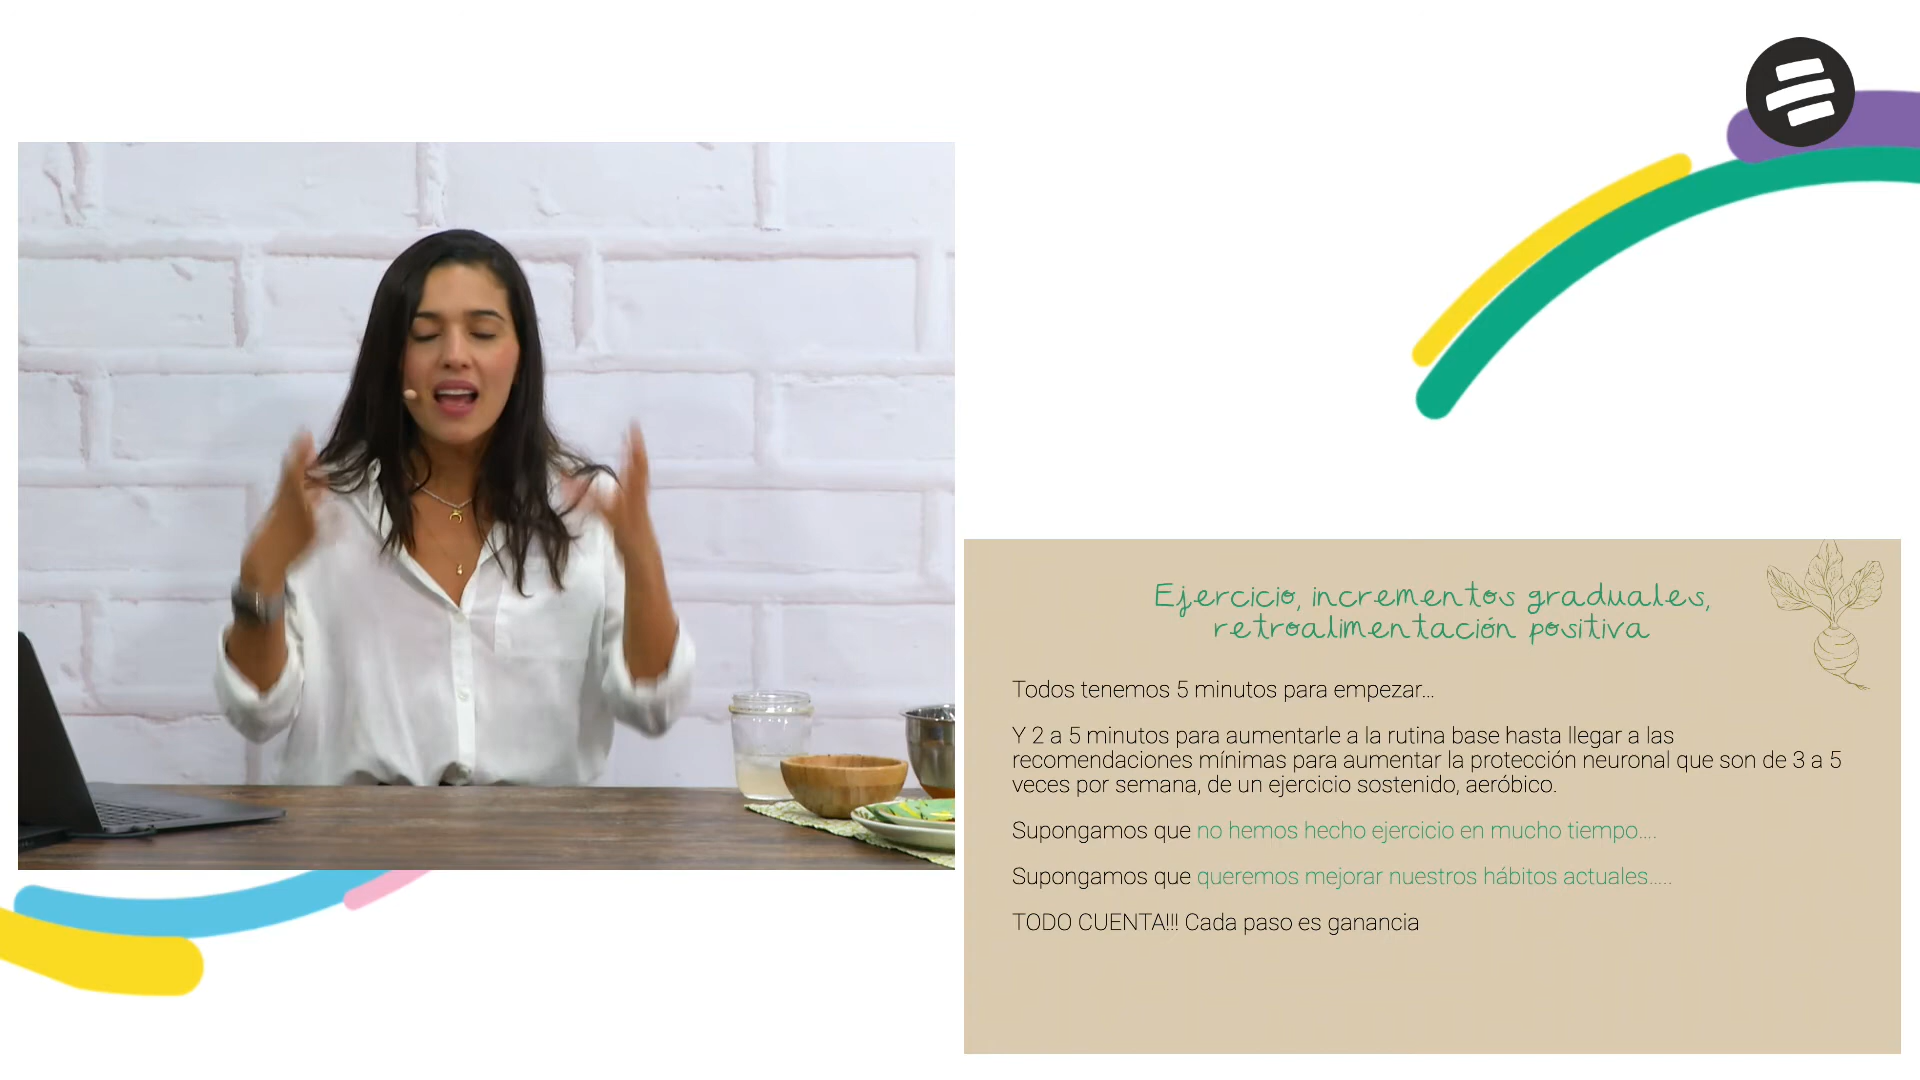 Ejercicio, incrementos graduales,
retroalimentación positiva
Todos tenemos 5 minutos para empezar...
Y 2 a 5 minutos para aumentarle a la rutina base hasta llegar a las
recomendaciones mínimas para aumentar la protección neuronal que son de 3 a 5
veces por semana, de un ejercicio sostenido, aeróbico.
Supongamos que no hemos hecho ejercicio en mucho tiempo....
Supongamos que queremos mejorar nuestros hábitos actuales.....
TODO CUENTA!!! Cada paso es ganancia